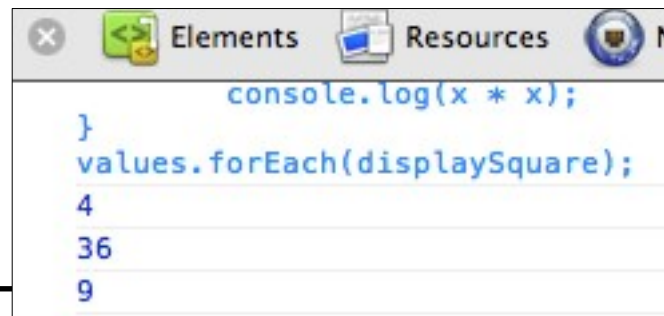 Elements Resources
console.log(x * x);
}
values.forEach(displaySquare);
4
36
9